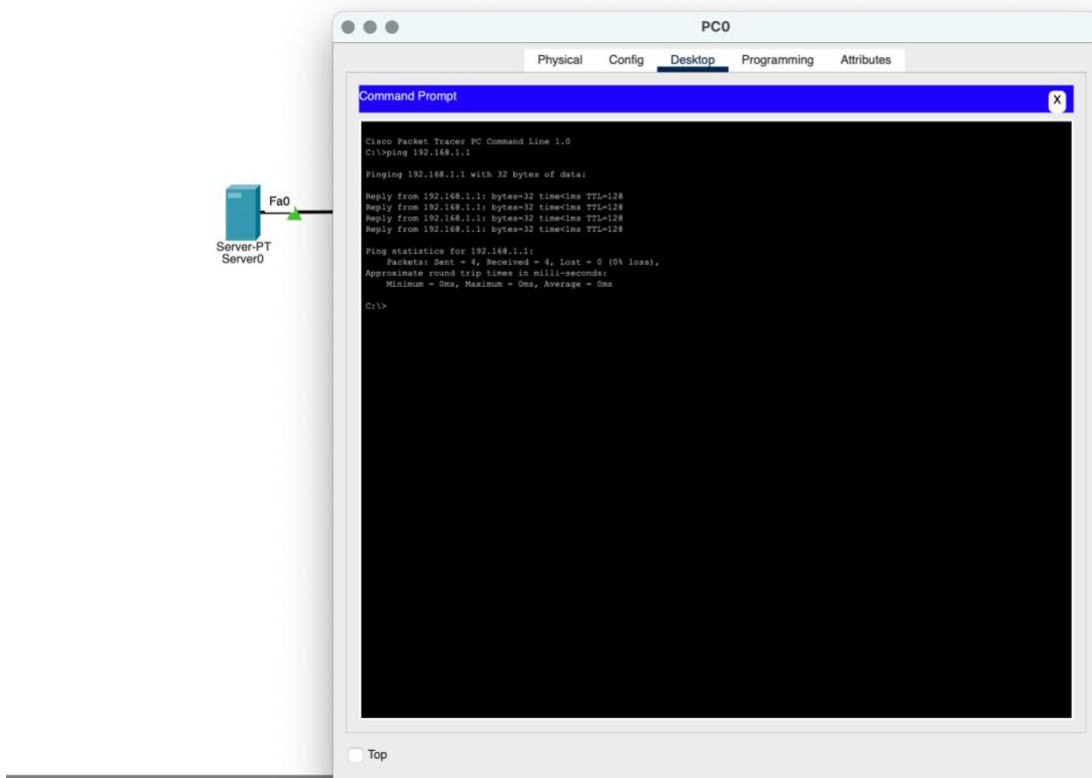 PC0
Physical Config Desktop Programming Attributes
Command Prompt
X
Cisco Packet Tracer PC Command Line 1.0
C:\>ping 192.168.1.1
Pinging 192.168.1.1 with 32 bytes of data:
Reply from 192.168.1.1: bytes=32 time<1ms TTL=128
Reply from 192.168.1.1: bytes=32 time<1ms TTL=128
Reply from 192.168.1.1: bytes=32 time<1ms TTL=128
Reply from 192.168.1.1: bytes=32 time<1ms TTL=128
Ping statistics for 192.168.1.1:
Packets: Sent = 4, Received = 4, Lost = 0 (0% loss),
Approximate round trip times in milli-seconds:
Minimum = 0ms, Maximum = 0ms, Average = 0ms
C:\>
Fa0
Server-PT
Server0
Top